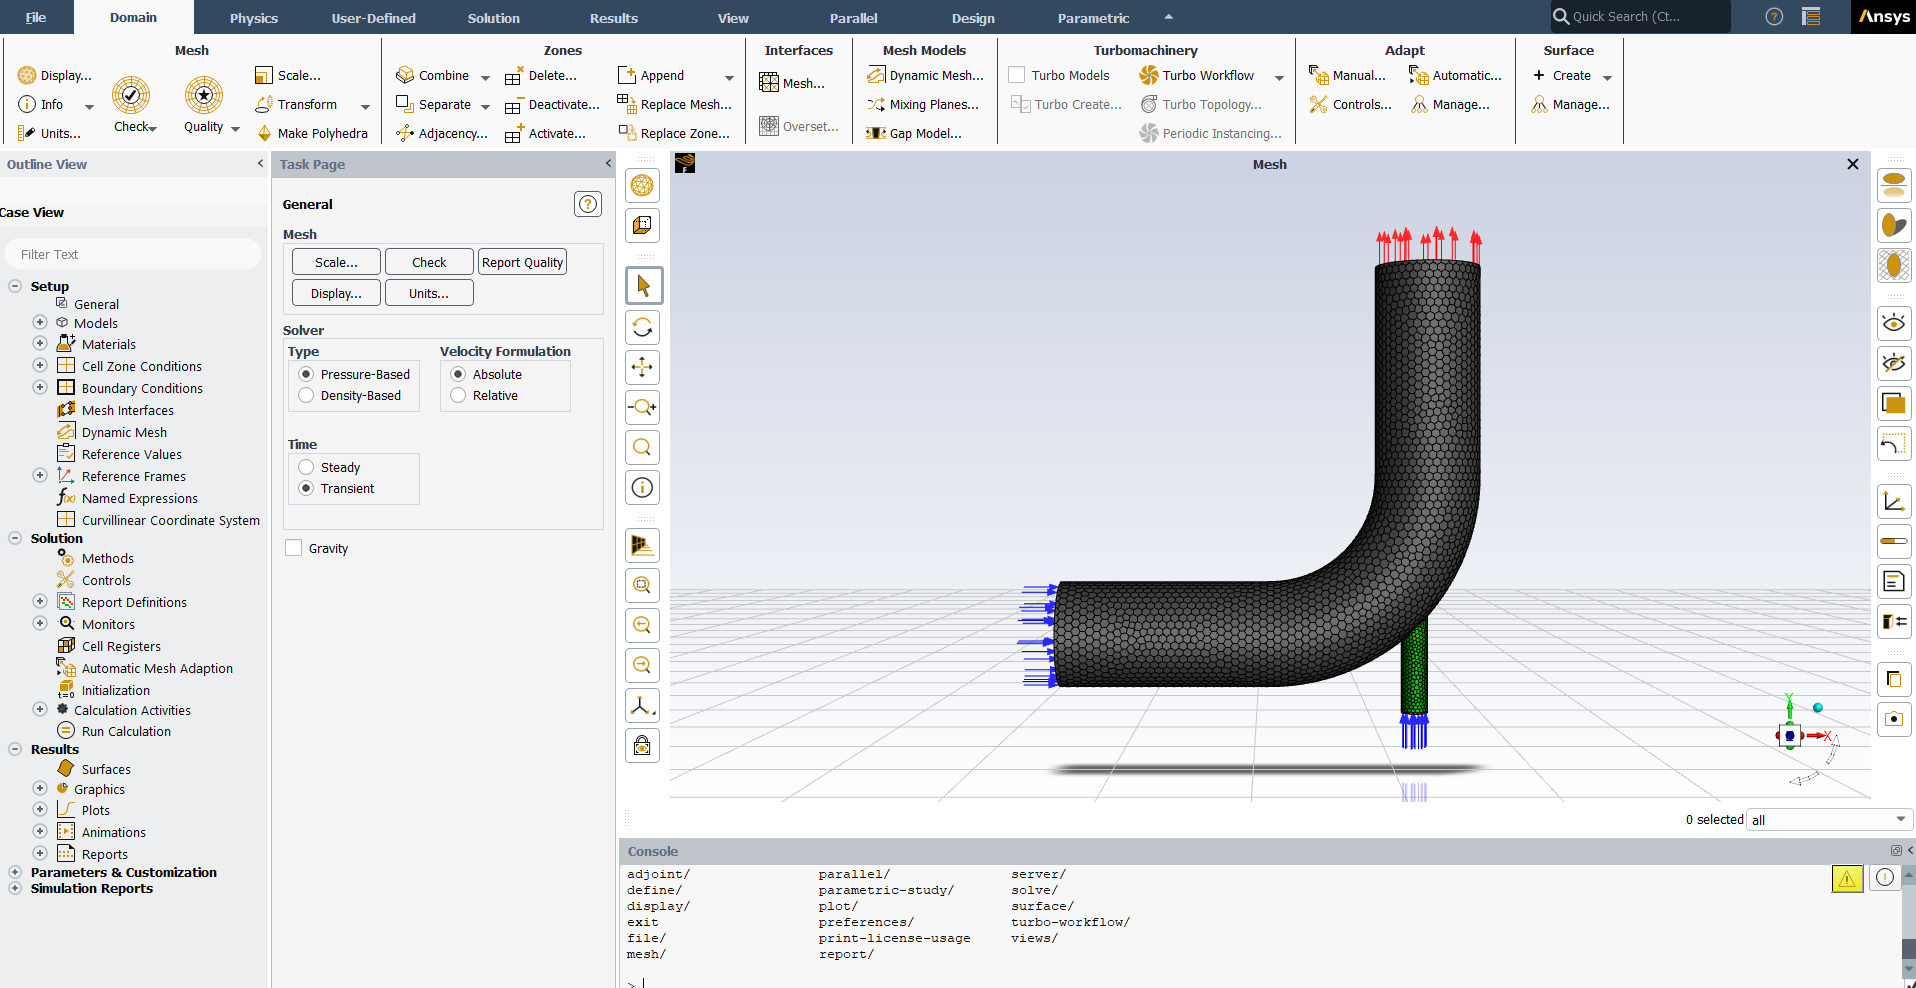 File Domain Physics User-Defined Solution Results View Parallel Design Parametric Quick Search (Ct... Ansys
Mesh
Display... Scale...
Info Transform
Units... Check Quality Make Polyhedra
Zones
Combine Delete... Append
Separate Deactivate... Replace Mesh...
Adjacency... Activate... Replace Zone...
Interfaces
Mesh...
Overset...
Mesh Models
Dynamic Mesh...
Mixing Planes...
Gap Model...
Turbomachinery
Turbo Models Turbo Workflow
Turbo Create... Turbo Topology...
Periodic Instancing...
Adapt
Manual... Automatic...
Controls... Manage...
Surface
Create
Manage...
Outline View
Case View
Filter Text
Setup
General
Models
Materials
Cell Zone Conditions
Boundary Conditions
Mesh Interfaces
Dynamic Mesh
Reference Values
Reference Frames
Named Expressions
Curvillinear Coordinate System
Solution
Methods
Controls
Report Definitions
Monitors
Cell Registers
Automatic Mesh Adaption
t=0 Initialization
Calculation Activities
Run Calculation
Results
Surfaces
Graphics
Plots
Animations
Reports
Parameters & Customization
Simulation Reports
Task Page
General
Mesh
Scale... Check Report Quality
Display... Units...
Solver
Type Velocity Formulation
Pressure-Based Absolute
Density-Based Relative
Time
Steady
Transient
Gravity
Mesh
Y
X
0 selected all
Console
adjoint/ parallel/ server/
define/ parametric-study/ solve/
display/ plot/ surface/
exit preferences/ turbo-workflow/
file/ print-license-usage views/
mesh/ report/
>